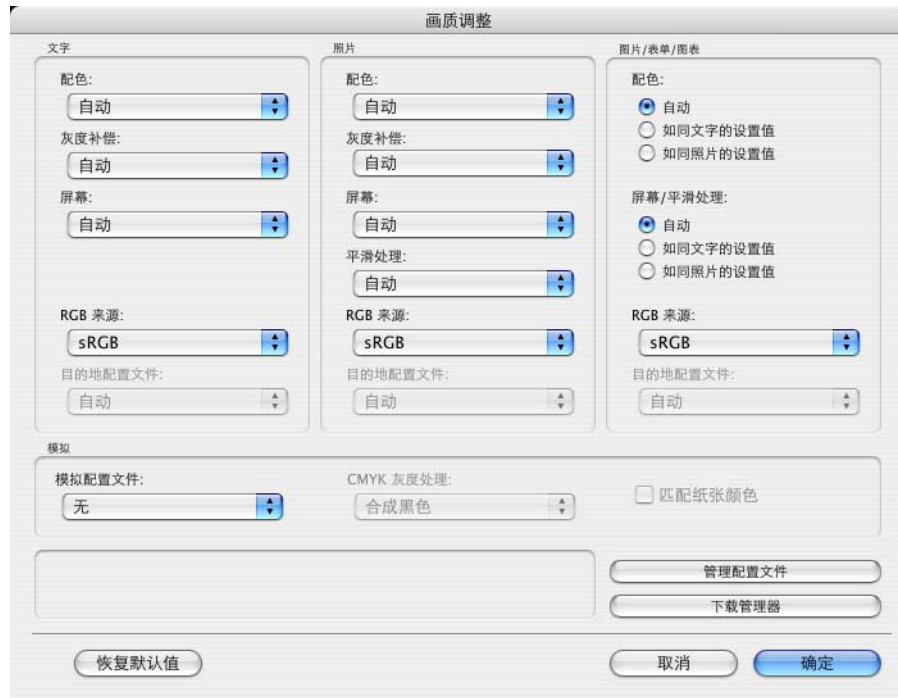 画质调整
文字
配色:
自动
灰度补偿:
自动
屏幕:
自动
RGB 来源:
sRGB
目的地配置文件:
自动
照片
配色:
自动
灰度补偿:
自动
屏幕:
自动
平滑处理:
自动
RGB 来源:
sRGB
目的地配置文件:
自动
图片/表单/图表
配色:
自动
如同文字的设置值
如同照片的设置值
屏幕/平滑处理:
自动
如同文字的设置值
如同照片的设置值
RGB 来源:
sRGB
目的地配置文件:
自动
模拟
模拟配置文件:
无
CMYK 灰度处理:
合成黑色
匹配纸张颜色
管理配置文件
下载管理器
恢复默认值
取消
确定